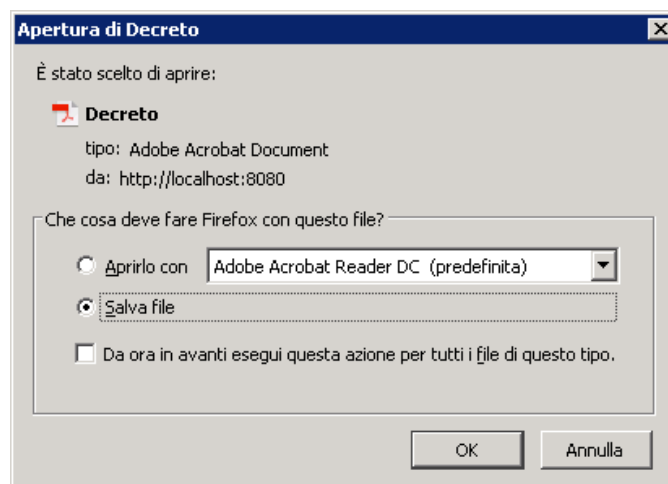 Apertura di Decreto
È stato scelto di aprire:
Decreto
tipo: Adobe Acrobat Document
da: http://localhost:8080
Che cosa deve fare Firefox con questo file?
Aprirlo con
Adobe Acrobat Reader DC (predefinita)
Salva file
Da ora in avanti esegui questa azione per tutti i file di questo tipo.
OK
Annulla